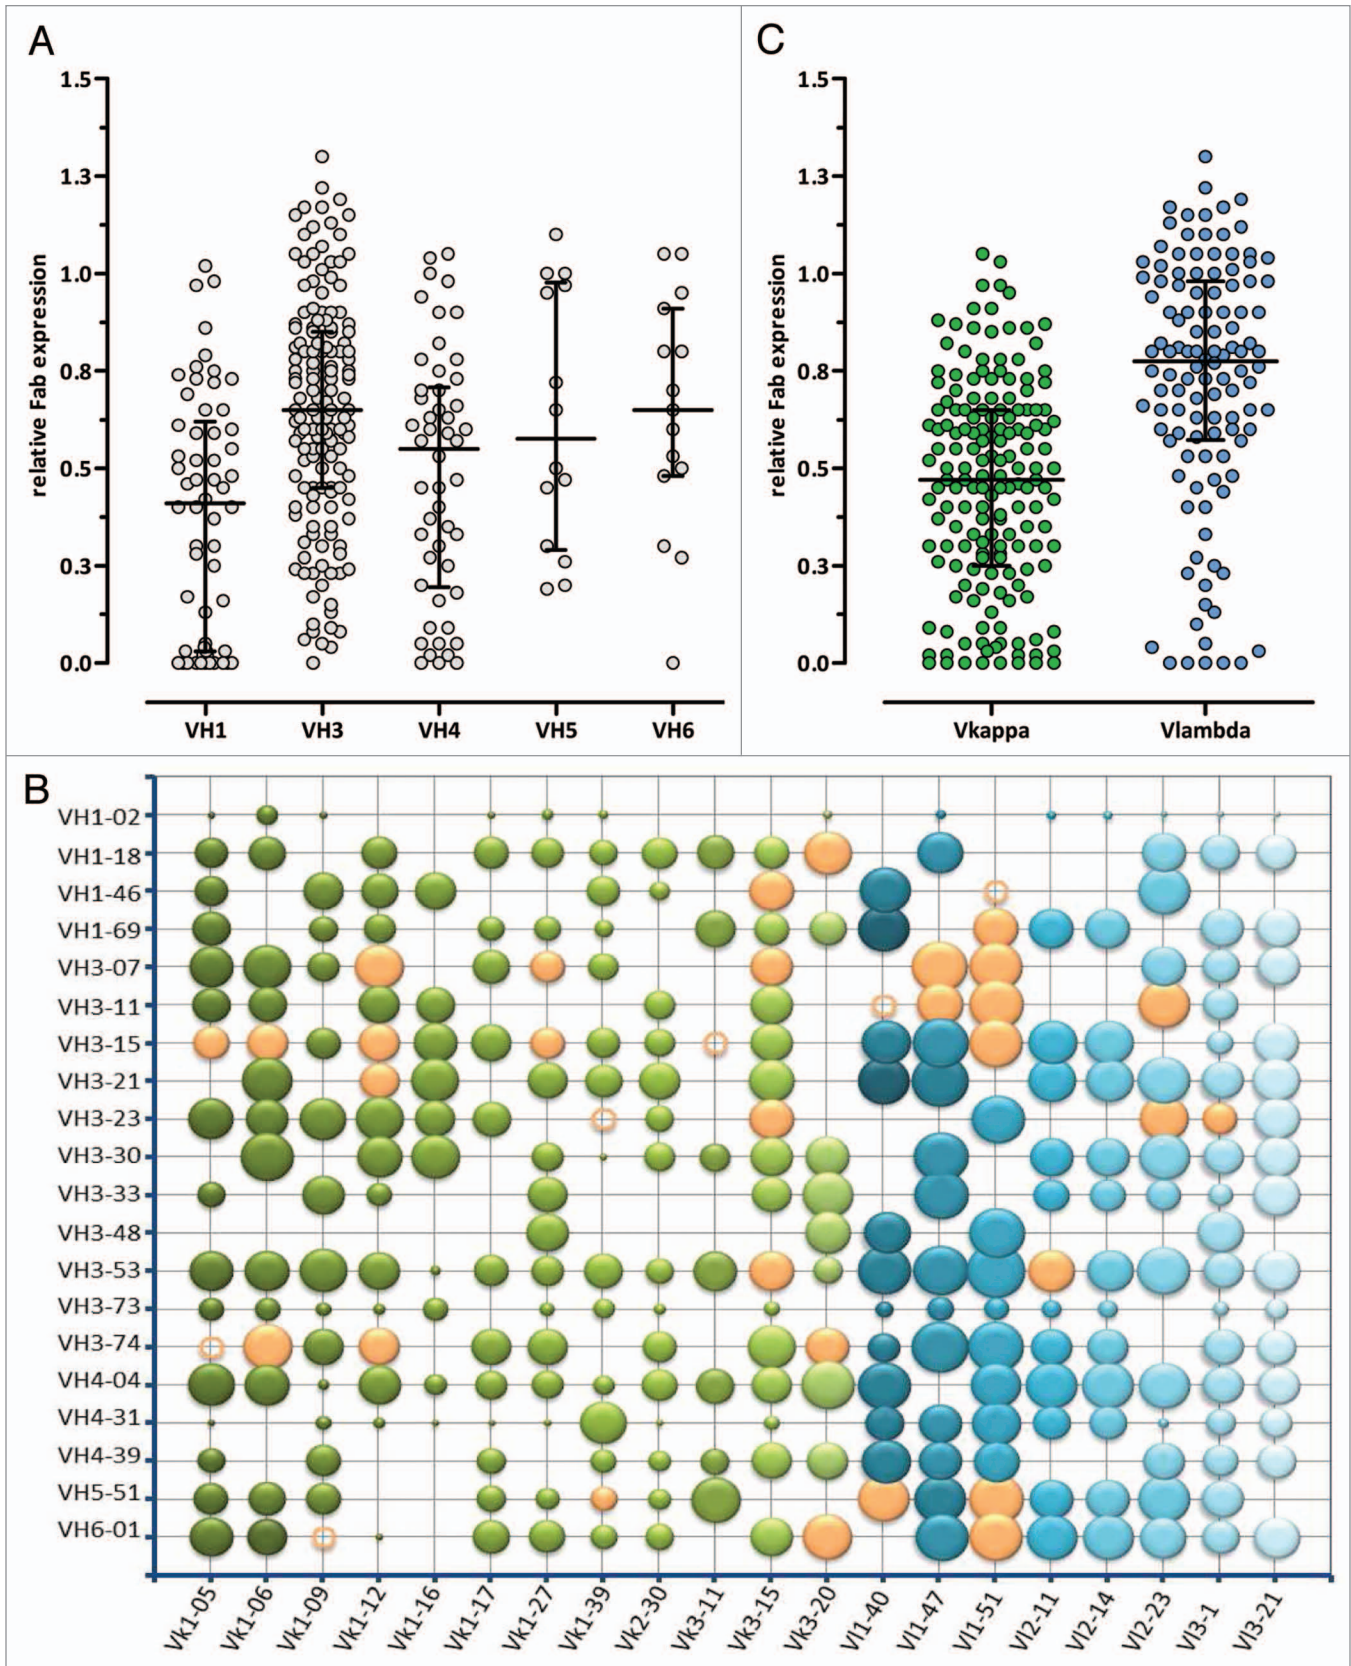 A
relative Fab expression
1.5
1.3
1.0
0.8
0.5
0.3
0.0
VH1 VH3 VH4 VH5 VH6
C
relative Fab expression
1.5
1.3
1.0
0.8
0.5
0.3
0.0
Vkappa Vlambda
B
VH1-02
VH1-18
VH1-46
VH1-69
VH3-07
VH3-11
VH3-15
VH3-21
VH3-23
VH3-30
VH3-33
VH3-48
VH3-53
VH3-73
VH3-74
VH4-04
VH4-31
VH4-39
VH5-51
VH6-01
Vk1-05 Vk1-06 Vk1-09 Vk1-12 Vk1-16 Vk1-17 Vk1-27 Vk1-39 Vk2-30 Vk3-11 Vk3-15 Vk3-20 Vl1-40 Vl1-47 Vl1-51 Vl2-11 Vl2-14 Vl2-23 Vl3-1 Vl3-21